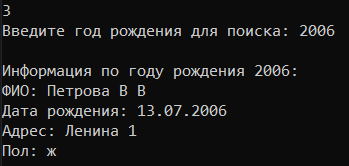 3
Введите год рождения для поиска: 2006
Информация по году рождения 2006:
ФИО: Петрова В В
Дата рождения: 13.07.2006
Адрес: Ленина 1
Пол: ж